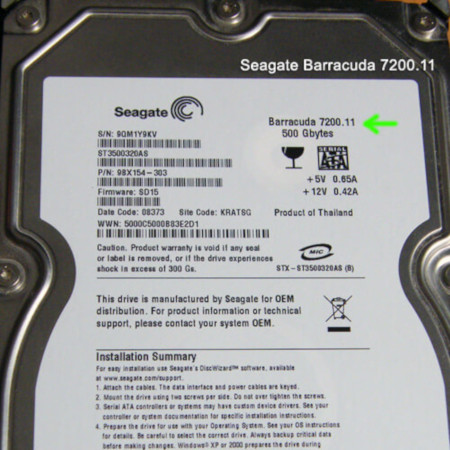 Seagate Barracuda 7200.11
Seagate
Barracuda 7200.11
500 Gbytes
S/N: 9QM1Y9KV
ST3500320AS
P/N: 9BX154-303
Firmware: SD15
SERIAL
ATA
+5V 0.65A
+12V 0.42A
Date Code: 08373 Site Code: KRATSG
Product of Thailand
WWN: 5000C5000B83E2D1
Caution. Product warranty is void if any seal
or label is removed, or if the drive experiences
shock in excess of 300 Gs.
MIC
STX-ST3500320AS (B)
This drive is manufactured by Seagate for OEM
distribution. For product information or technical
support, please contact your system OEM.
Installation Summary
For easy installation use Seagate's DiscWizard™ software, available
at www.seagate.com/support.
1. Attach the cables. The data interface and power cables are keyed.
2. Mount the drive using two screws per side. Do not over tighten the screws.
3. Serial ATA controllers or systems may have custom device drivers. See your
controller or system documentation for specific installation instructions.
4. Prepare the drive for use with your Operating System. See your OS instructions
for details. Be careful to select the correct drive. Always backup critical data
before making changes. Windows® XP or 2000 prepares the drive during